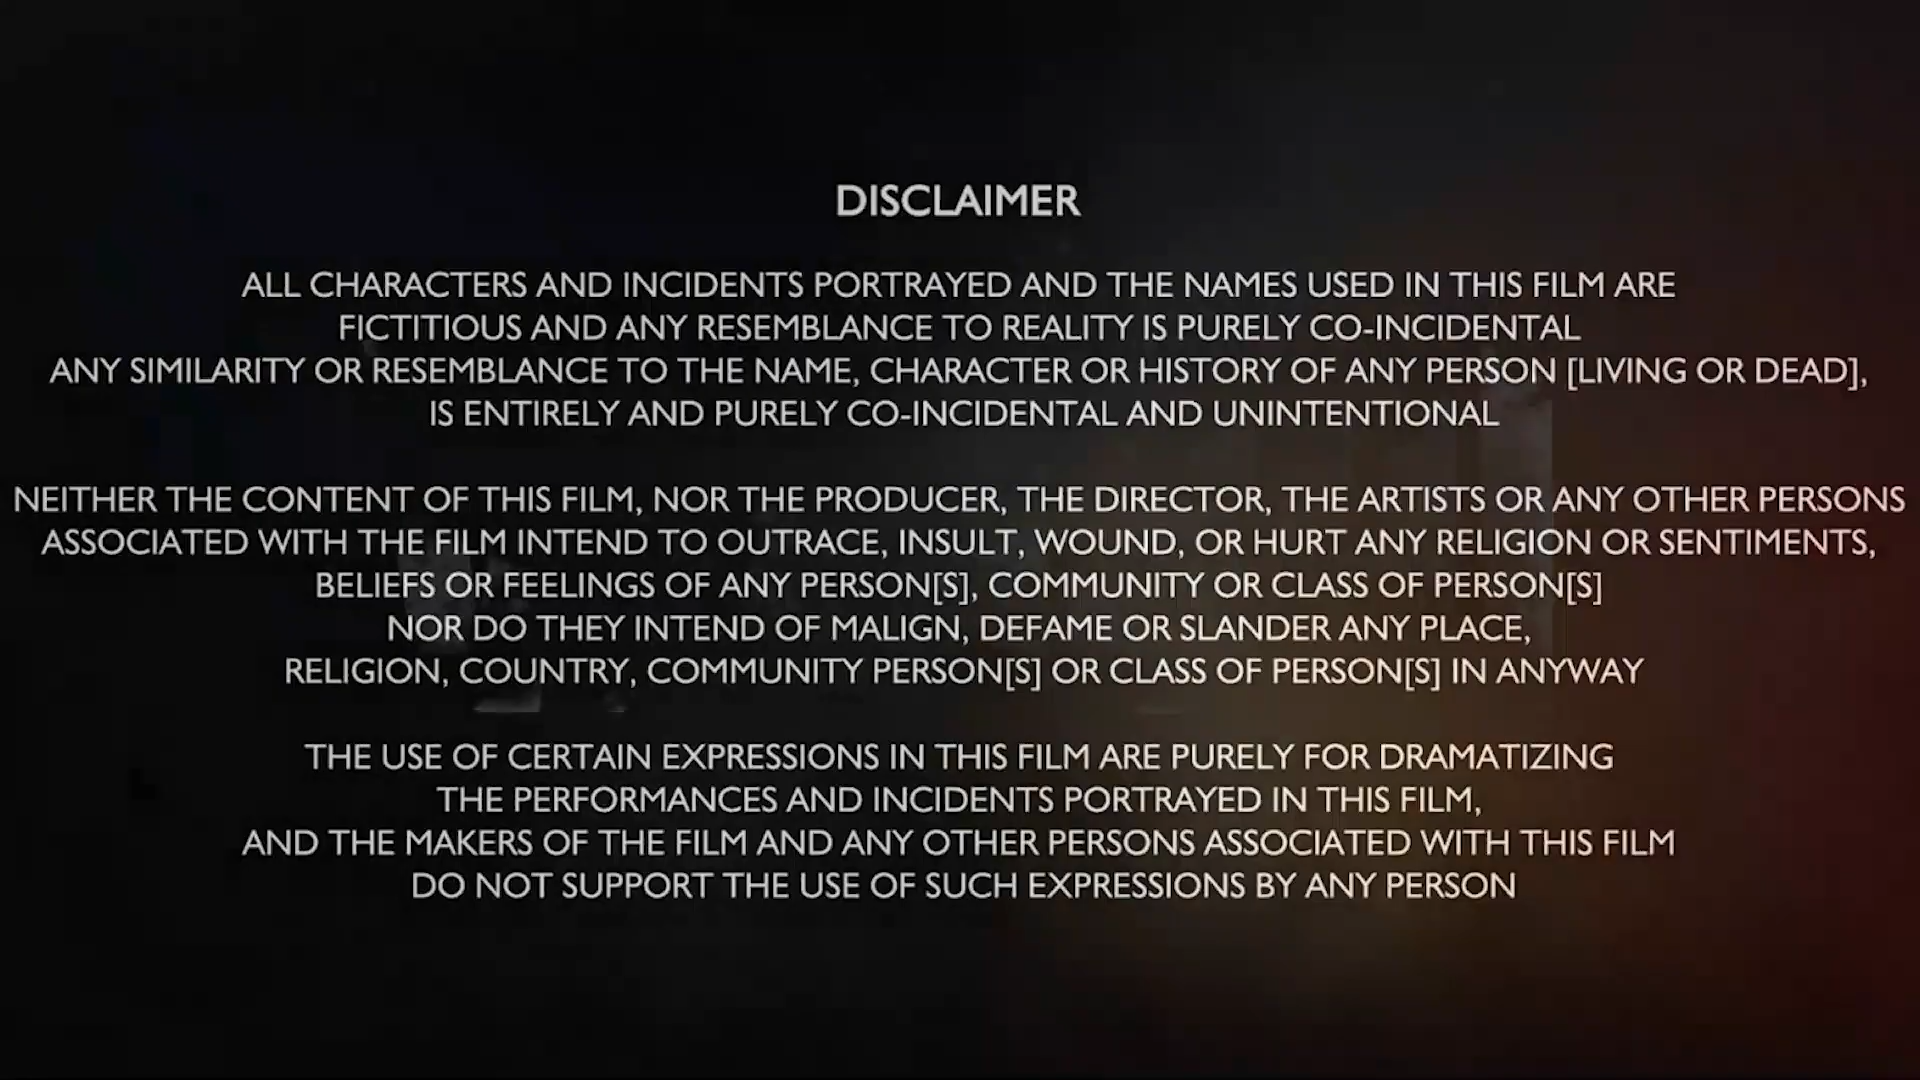 DISCLAIMER
ALL CHARACTERS AND INCIDENTS PORTRAYED AND THE NAMES USED IN THIS FILM ARE
FICTITIOUS AND ANY RESEMBLANCE TO REALITY IS PURELY CO-INCIDENTAL
ANY SIMILARITY OR RESEMBLANCE TO THE NAME, CHARACTER OR HISTORY OF ANY PERSON [LIVING OR DEAD],
IS ENTIRELY AND PURELY CO-INCIDENTAL AND UNINTENTIONAL
NEITHER THE CONTENT OF THIS FILM, NOR THE PRODUCER, THE DIRECTOR, THE ARTISTS OR ANY OTHER PERSONS
ASSOCIATED WITH THE FILM INTEND TO OUTRACE, INSULT, WOUND, OR HURT ANY RELIGION OR SENTIMENTS,
BELIEFS OR FEELINGS OF ANY PERSON[S], COMMUNITY OR CLASS OF PERSON[S]
NOR DO THEY INTEND OF MALIGN, DEFAME OR SLANDER ANY PLACE,
RELIGION, COUNTRY, COMMUNITY PERSON[S] OR CLASS OF PERSON[S] IN ANYWAY
THE USE OF CERTAIN EXPRESSIONS IN THIS FILM ARE PURELY FOR DRAMATIZING
THE PERFORMANCES AND INCIDENTS PORTRAYED IN THIS FILM,
AND THE MAKERS OF THE FILM AND ANY OTHER PERSONS ASSOCIATED WITH THIS FILM
DO NOT SUPPORT THE USE OF SUCH EXPRESSIONS BY ANY PERSON